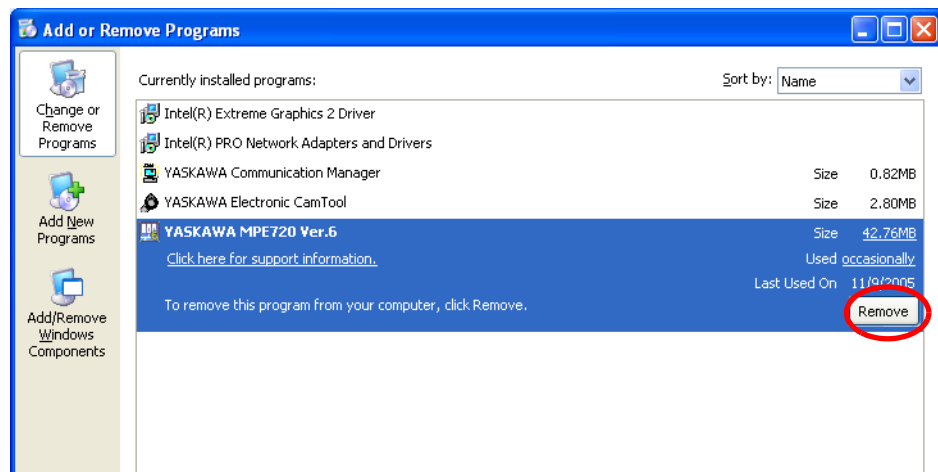 Add or Remove Programs
Change or
Remove
Programs
Currently installed programs:
Sort by: Name
Intel(R) Extreme Graphics 2 Driver
Intel(R) PRO Network Adapters and Drivers
YASKAWA Communication Manager Size 0.82MB
YASKAWA Electronic CamTool Size 2.80MB
Add New
Programs
YASKAWA MPE720 Ver.6 Size 42.76MB
Click here for support information. Used occasionally
Last Used On 11/9/2005
To remove this program from your computer, click Remove. Remove
Add/Remove
Windows
Components